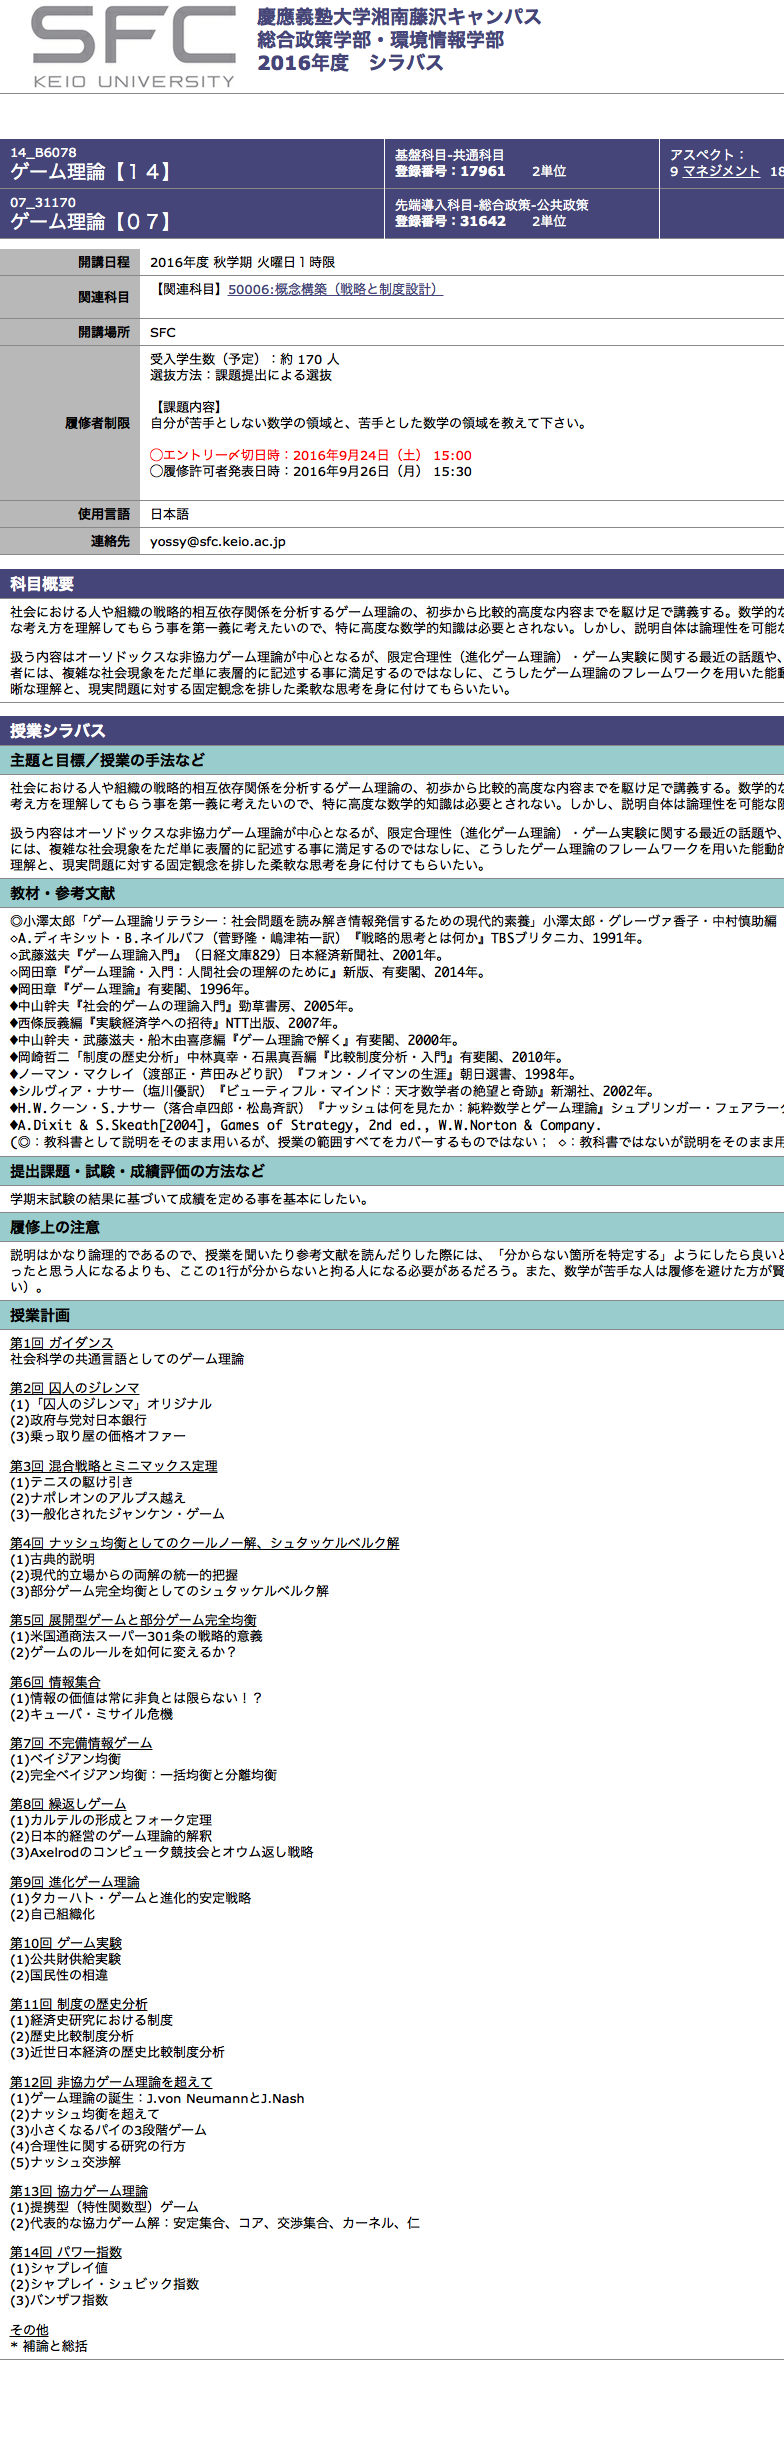 SFC
KEIO UNIVERSITY
慶應義塾大学湘南藤沢キャンパス
総合政策学部・環境情報学部
2016年度　シラバス
14_B6078
ゲーム理論【１４】
基盤科目-共通科目
登録番号：17961　　2単位
アスペクト：
9 マネジメント 18
07_31170
ゲーム理論【０７】
先端導入科目-総合政策-公共政策
登録番号：31642　　2単位
開講日程 2016年度 秋学期 火曜日１時限
関連科目 【関連科目】50006:概念構築（戦略と制度設計）
開講場所 SFC
履修者制限
受入学生数（予定）：約 170 人
選抜方法：課題提出による選抜
【課題内容】
自分が苦手としない数学の領域と、苦手とした数学の領域を教えて下さい。
◯エントリー〆切日時：2016年9月24日（土） 15:00
◯履修許可者発表日時：2016年9月26日（月） 15:30
使用言語 日本語
連絡先 yossy@sfc.keio.ac.jp
科目概要
社会における人や組織の戦略的相互依存関係を分析するゲーム理論の、初歩から比較的高度な内容までを駆け足で講義する。数学的な
な考え方を理解してもらう事を第一義に考えたいので、特に高度な数学的知識は必要とされない。しかし、説明自体は論理性を可能な
扱う内容はオーソドックスな非協力ゲーム理論が中心となるが、限定合理性（進化ゲーム理論）・ゲーム実験に関する最近の話題や、
者には、複雑な社会現象をただ単に表層的に記述する事に満足するのではなしに、こうしたゲーム理論のフレームワークを用いた能動
晰な理解と、現実問題に対する固定観念を排した柔軟な思考を身に付けてもらいたい。
授業シラバス
主題と目標／授業の手法など
社会における人や組織の戦略的相互依存関係を分析するゲーム理論の、初歩から比較的高度な内容までを駆け足で講義する。数学的な
考え方を理解してもらう事を第一義に考えたいので、特に高度な数学的知識は必要とされない。しかし、説明自体は論理性を可能な限
扱う内容はオーソドックスな非協力ゲーム理論が中心となるが、限定合理性（進化ゲーム理論）・ゲーム実験に関する最近の話題や、
には、複雑な社会現象をただ単に表層的に記述する事に満足するのではなしに、こうしたゲーム理論のフレームワークを用いた能動的
理解と、現実問題に対する固定観念を排した柔軟な思考を身に付けてもらいたい。
教材・参考文献
◎小澤太郎「ゲーム理論リテラシー：社会問題を読み解き情報発信するための現代的素養」小澤太郎・グレーヴァ香子・中村慎助編
◇A.ディキシット・B.ネイルバフ（菅野隆・嶋津祐一訳）『戦略的思考とは何か』TBSブリタニカ、1991年。
◇武藤滋夫『ゲーム理論入門』（日経文庫829）日本経済新聞社、2001年。
◇岡田章『ゲーム理論・入門：人間社会の理解のために』新版、有斐閣、2014年。
◆岡田章『ゲーム理論』有斐閣、1996年。
◆中山幹夫『社会的ゲームの理論入門』勁草書房、2005年。
◆西條辰義編『実験経済学への招待』NTT出版、2007年。
◆中山幹夫・武藤滋夫・船木由喜彦編『ゲーム理論で解く』有斐閣、2000年。
◆岡崎哲二「制度の歴史分析」中林真幸・石黒真吾編『比較制度分析・入門』有斐閣、2010年。
◆ノーマン・マクレイ（渡部正・芦田みどり訳）『フォン・ノイマンの生涯』朝日選書、1998年。
◆シルヴィア・ナサー（塩川優訳）『ビューティフル・マインド：天才数学者の絶望と奇跡』新潮社、2002年。
◆H.W.クーン・S.ナサー（落合卓四郎・松島斉訳）『ナッシュは何を見たか：純粋数学とゲーム理論』シュプリンガー・フェアラーク
◆A.Dixit & S.Skeath[2004], Games of Strategy, 2nd ed., W.W.Norton & Company.
(◎：教科書として説明をそのまま用いるが、授業の範囲すべてをカバーするものではない； ◇：教科書ではないが説明をそのまま用
提出課題・試験・成績評価の方法など
学期末試験の結果に基づいて成績を定める事を基本にしたい。
履修上の注意
説明はかなり論理的であるので、授業を聞いたり参考文献を読んだりした際には、「分からない箇所を特定する」ようにしたら良いと
ったと思う人になるよりも、ここの1行が分からないと拘る人になる必要があるだろう。また、数学が苦手な人は履修を避けた方が賢
い）。
授業計画
第1回 ガイダンス
社会科学の共通言語としてのゲーム理論
第2回 囚人のジレンマ
(1)「囚人のジレンマ」オリジナル
(2)政府与党対日本銀行
(3)乗っ取り屋の価格オファー
第3回 混合戦略とミニマックス定理
(1)テニスの駆け引き
(2)ナポレオンのアルプス越え
(3)一般化されたジャンケン・ゲーム
第4回 ナッシュ均衡としてのクールノー解、シュタッケルベルク解
(1)古典的説明
(2)現代的立場からの両解の統一的把握
(3)部分ゲーム完全均衡としてのシュタッケルベルク解
第5回 展開型ゲームと部分ゲーム完全均衡
(1)米国通商法スーパー301条の戦略的意義
(2)ゲームのルールを如何に変えるか？
第6回 情報集合
(1)情報の価値は常に非負とは限らない！？
(2)キューバ・ミサイル危機
第7回 不完備情報ゲーム
(1)ベイジアン均衡
(2)完全ベイジアン均衡：一括均衡と分離均衡
第8回 繰返しゲーム
(1)カルテルの形成とフォーク定理
(2)日本的経営のゲーム理論的解釈
(3)Axelrodのコンピュータ競技会とオウム返し戦略
第9回 進化ゲーム理論
(1)タカーハト・ゲームと進化的安定戦略
(2)自己組織化
第10回 ゲーム実験
(1)公共財供給実験
(2)国民性の相違
第11回 制度の歴史分析
(1)経済史研究における制度
(2)歴史比較制度分析
(3)近世日本経済の歴史比較制度分析
第12回 非協力ゲーム理論を超えて
(1)ゲーム理論の誕生：J.von NeumannとJ.Nash
(2)ナッシュ均衡を超えて
(3)小さくなるパイの3段階ゲーム
(4)合理性に関する研究の行方
(5)ナッシュ交渉解
第13回 協力ゲーム理論
(1)提携型（特性関数型）ゲーム
(2)代表的な協力ゲーム解：安定集合、コア、交渉集合、カーネル、仁
第14回 パワー指数
(1)シャプレイ値
(2)シャプレイ・シュビック指数
(3)バンザフ指数
その他
* 補論と総括